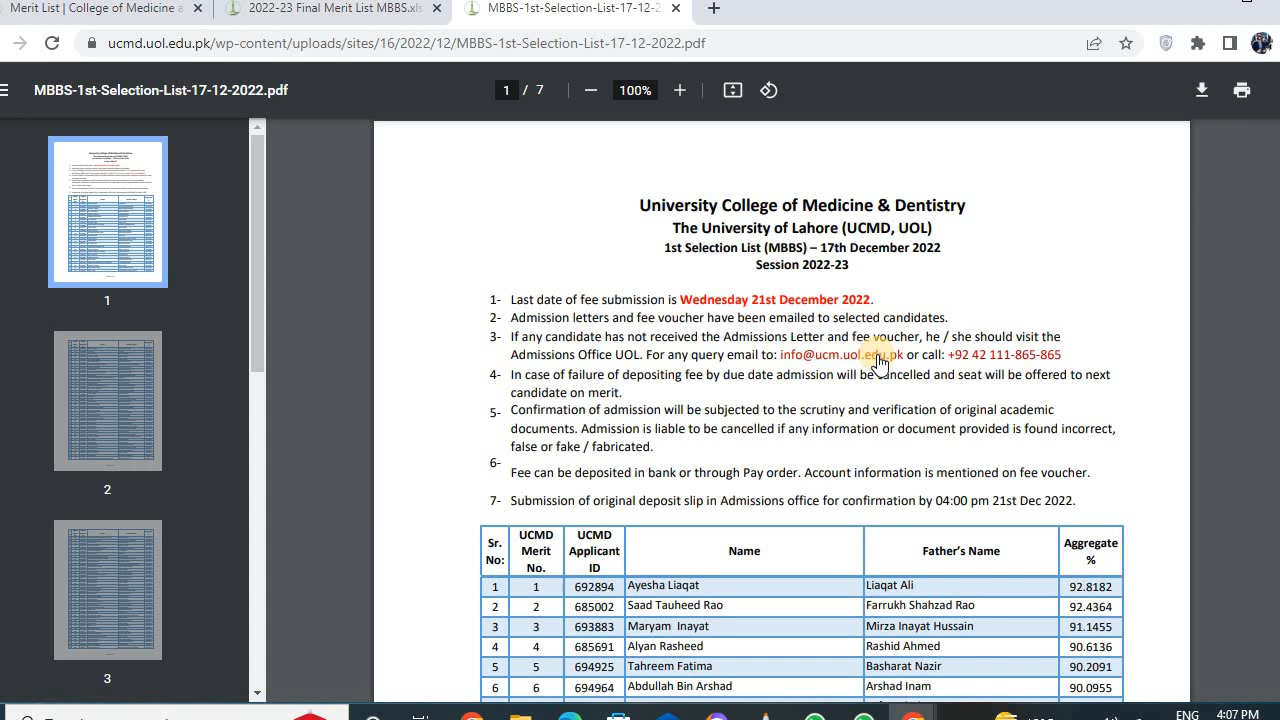 Merit List | College of Medicine a
2022-23 Final Merit List MBBS.xls
MBBS-1st-Selection-List-17-12-2
ucmd.uol.edu.pk/wp-content/uploads/sites/16/2022/12/MBBS-1st-Selection-List-17-12-2022.pdf
MBBS-1st-Selection-List-17-12-2022.pdf
1 / 7
100%
1
2
3
University College of Medicine & Dentistry
The University of Lahore (UCMD, UOL)
1st Selection List (MBBS) – 17th December 2022
Session 2022-23
1- Last date of fee submission is Wednesday 21st December 2022.
2- Admission letters and fee voucher have been emailed to selected candidates.
3- If any candidate has not received the Admissions Letter and fee voucher, he / she should visit the
Admissions Office UOL. For any query email to: info@ucm.uol.edu.pk or call: +92 42 111-865-865
4- In case of failure of depositing fee by due date admission will be cancelled and seat will be offered to next
candidate on merit.
5- Confirmation of admission will be subjected to the scrutiny and verification of original academic
documents. Admission is liable to be cancelled if any information or document provided is found incorrect,
false or fake / fabricated.
6- Fee can be deposited in bank or through Pay order. Account information is mentioned on fee voucher.
7- Submission of original deposit slip in Admissions office for confirmation by 04:00 pm 21st Dec 2022.
Sr. No: UCMD Merit No. UCMD Applicant ID Name Father's Name Aggregate %
1 1 692894 Ayesha Liaqat Liaqat Ali 92.8182
2 2 685002 Saad Tauheed Rao Farrukh Shahzad Rao 92.4364
3 3 693883 Maryam Inayat Mirza Inayat Hussain 91.1455
4 4 685691 Alyan Rasheed Rashid Ahmed 90.6136
5 5 694925 Tahreem Fatima Basharat Nazir 90.2091
6 6 694964 Abdullah Bin Arshad Arshad Inam 90.0955
ENG 4:07 PM